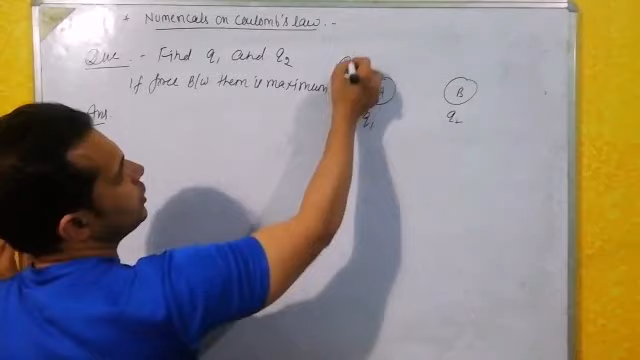 * Numericals on Coulomb's law. -
Que. - Find q1 and q2
if force B/w them is maximum
A
B
q1
q2
Ans.